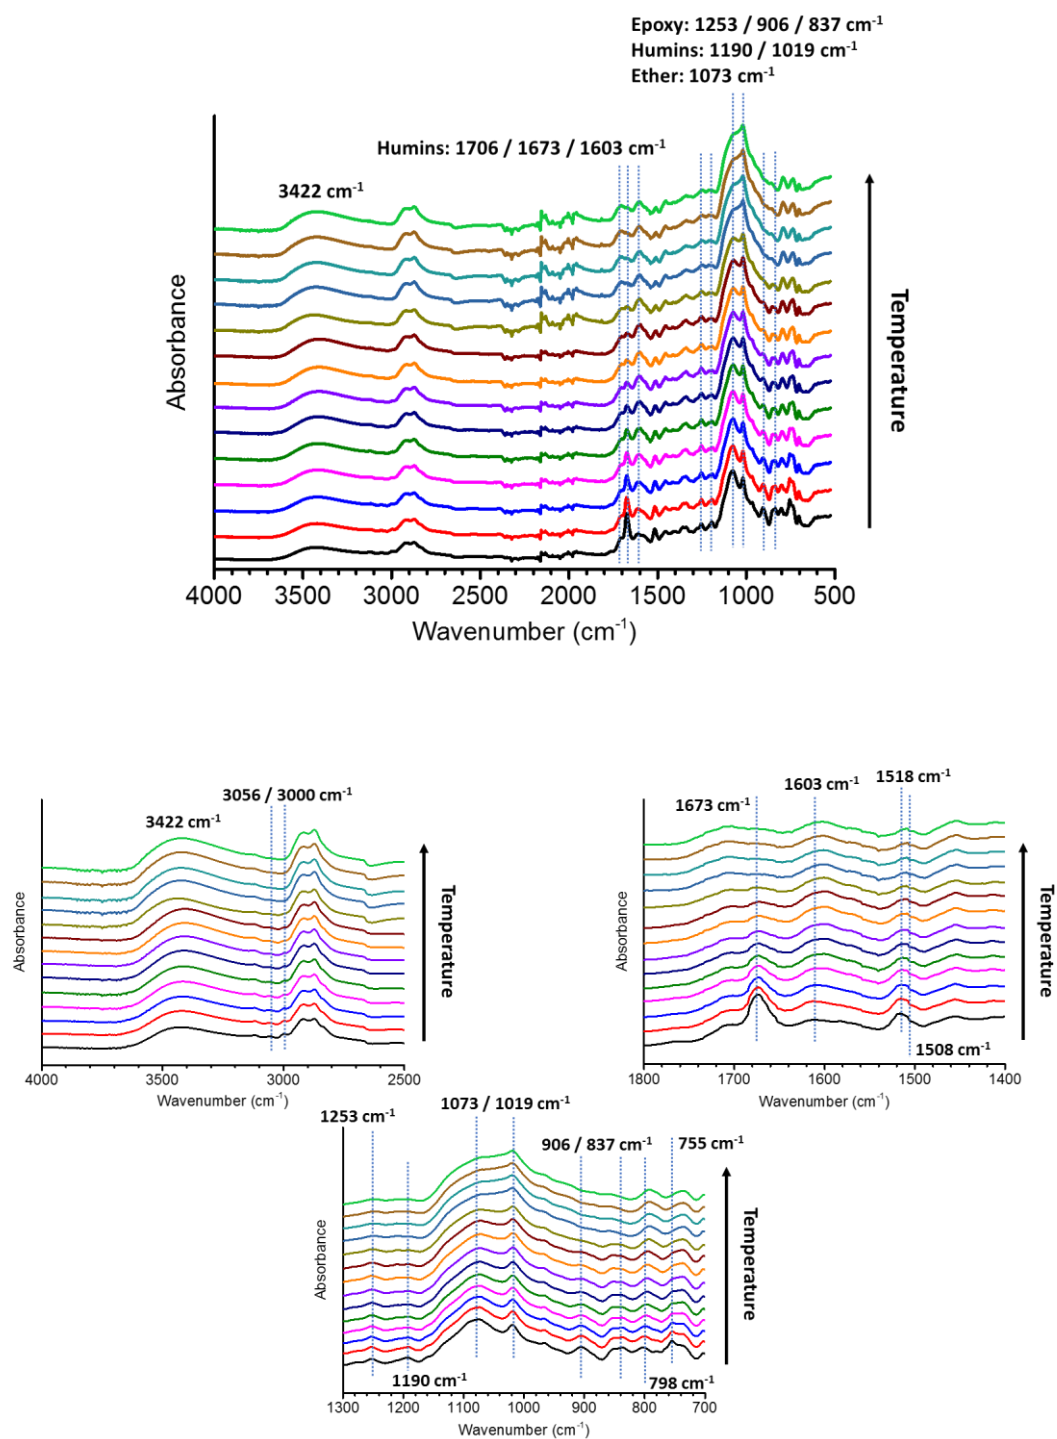 Epoxy: 1253 / 906 / 837 cm⁻¹
Humins: 1190 / 1019 cm⁻¹
Ether: 1073 cm⁻¹
Humins: 1706 / 1673 / 1603 cm⁻¹
3422 cm⁻¹
Absorbance
Temperature
4000 3500 3000 2500 2000 1500 1000 500
Wavenumber (cm⁻¹)
3056 / 3000 cm⁻¹
3422 cm⁻¹
Absorbance
Temperature
4000 3500 3000 2500
Wavenumber (cm⁻¹)
1518 cm⁻¹
1603 cm⁻¹
1673 cm⁻¹
Absorbance
Temperature
1508 cm⁻¹
1800 1700 1600 1500 1400
Wavenumber (cm⁻¹)
1073 / 1019 cm⁻¹
1253 cm⁻¹
906 / 837 cm⁻¹
755 cm⁻¹
Absorbance
Temperature
1190 cm⁻¹
798 cm⁻¹
1300 1200 1100 1000 900 800 700
Wavenumber (cm⁻¹)